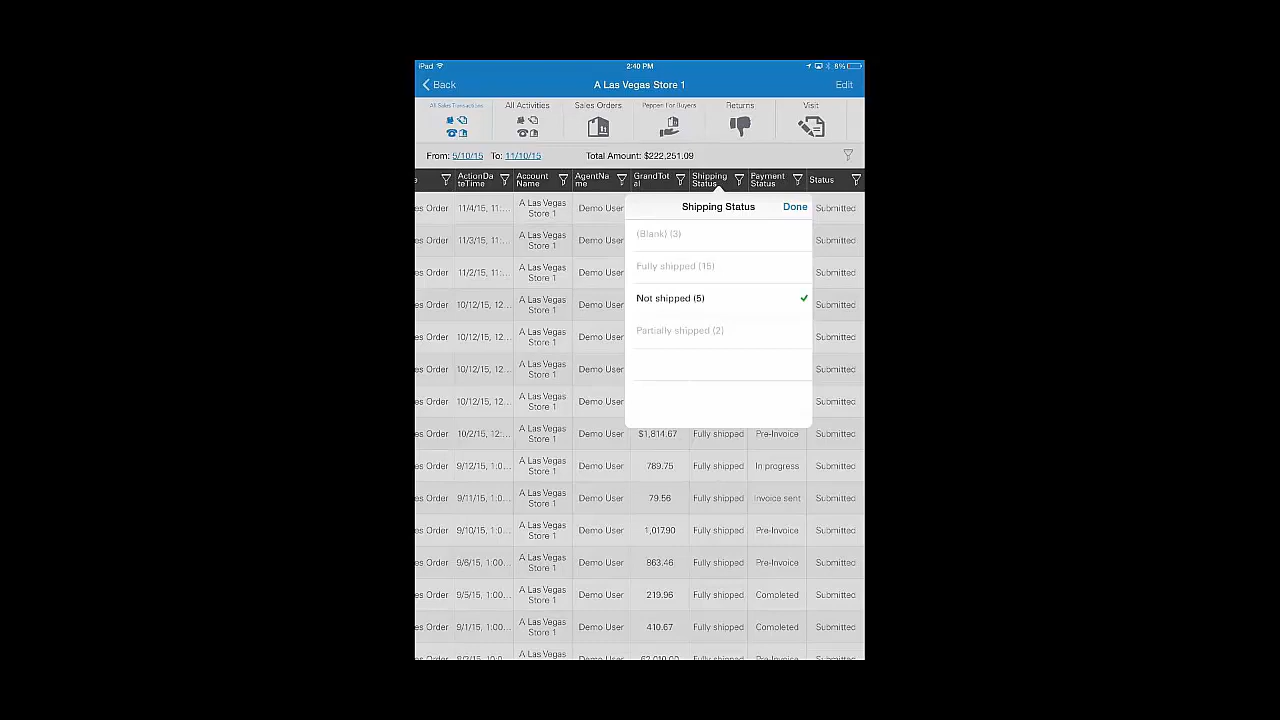 iPad 2:40 PM 6%
Back A Las Vegas Store 1 Edit
All Sales Transactions All Activities Sales Orders Pepperi For Buyers Returns Visit
From: 5/10/15 To: 11/10/15 Total Amount: $222,251.09
e ActionDa
teTime Account
Name AgentNa
me GrandTot
al Shipping
Status Payment
Status Status
Shipping Status Done
(Blank) (3)
Fully shipped (15)
Not shipped (5)
Partially shipped (2)
es Order 11/4/15, 11:... A Las Vegas
Store 1 Demo User Submitted
es Order 11/3/15, 11:... A Las Vegas
Store 1 Demo User Submitted
es Order 11/2/15, 11:... A Las Vegas
Store 1 Demo User Submitted
es Order 10/12/15, 12... A Las Vegas
Store 1 Demo User Submitted
es Order 10/12/15, 12... A Las Vegas
Store 1 Demo User Submitted
es Order 10/12/15, 12... A Las Vegas
Store 1 Demo User Submitted
es Order 10/12/15, 12... A Las Vegas
Store 1 Demo User Submitted
es Order 10/2/15, 12:... A Las Vegas
Store 1 Demo User $1,814.67 Fully shipped Pre-Invoice Submitted
es Order 9/12/15, 1:0... A Las Vegas
Store 1 Demo User 789.75 Fully shipped In progress Submitted
es Order 9/11/15, 1:0... A Las Vegas
Store 1 Demo User 79.56 Fully shipped Invoice sent Submitted
es Order 9/10/15, 1:0... A Las Vegas
Store 1 Demo User 1,017.90 Fully shipped Pre-Invoice Submitted
es Order 9/6/15, 1:00... A Las Vegas
Store 1 Demo User 863.46 Fully shipped Pre-Invoice Submitted
es Order 9/5/15, 1:00... A Las Vegas
Store 1 Demo User 219.96 Fully shipped Completed Submitted
es Order 9/1/15, 1:00... A Las Vegas
Store 1 Demo User 410.67 Fully shipped Completed Submitted
es Order A Las Vegas Demo User Fully shipped Pre-Invoice Submitted